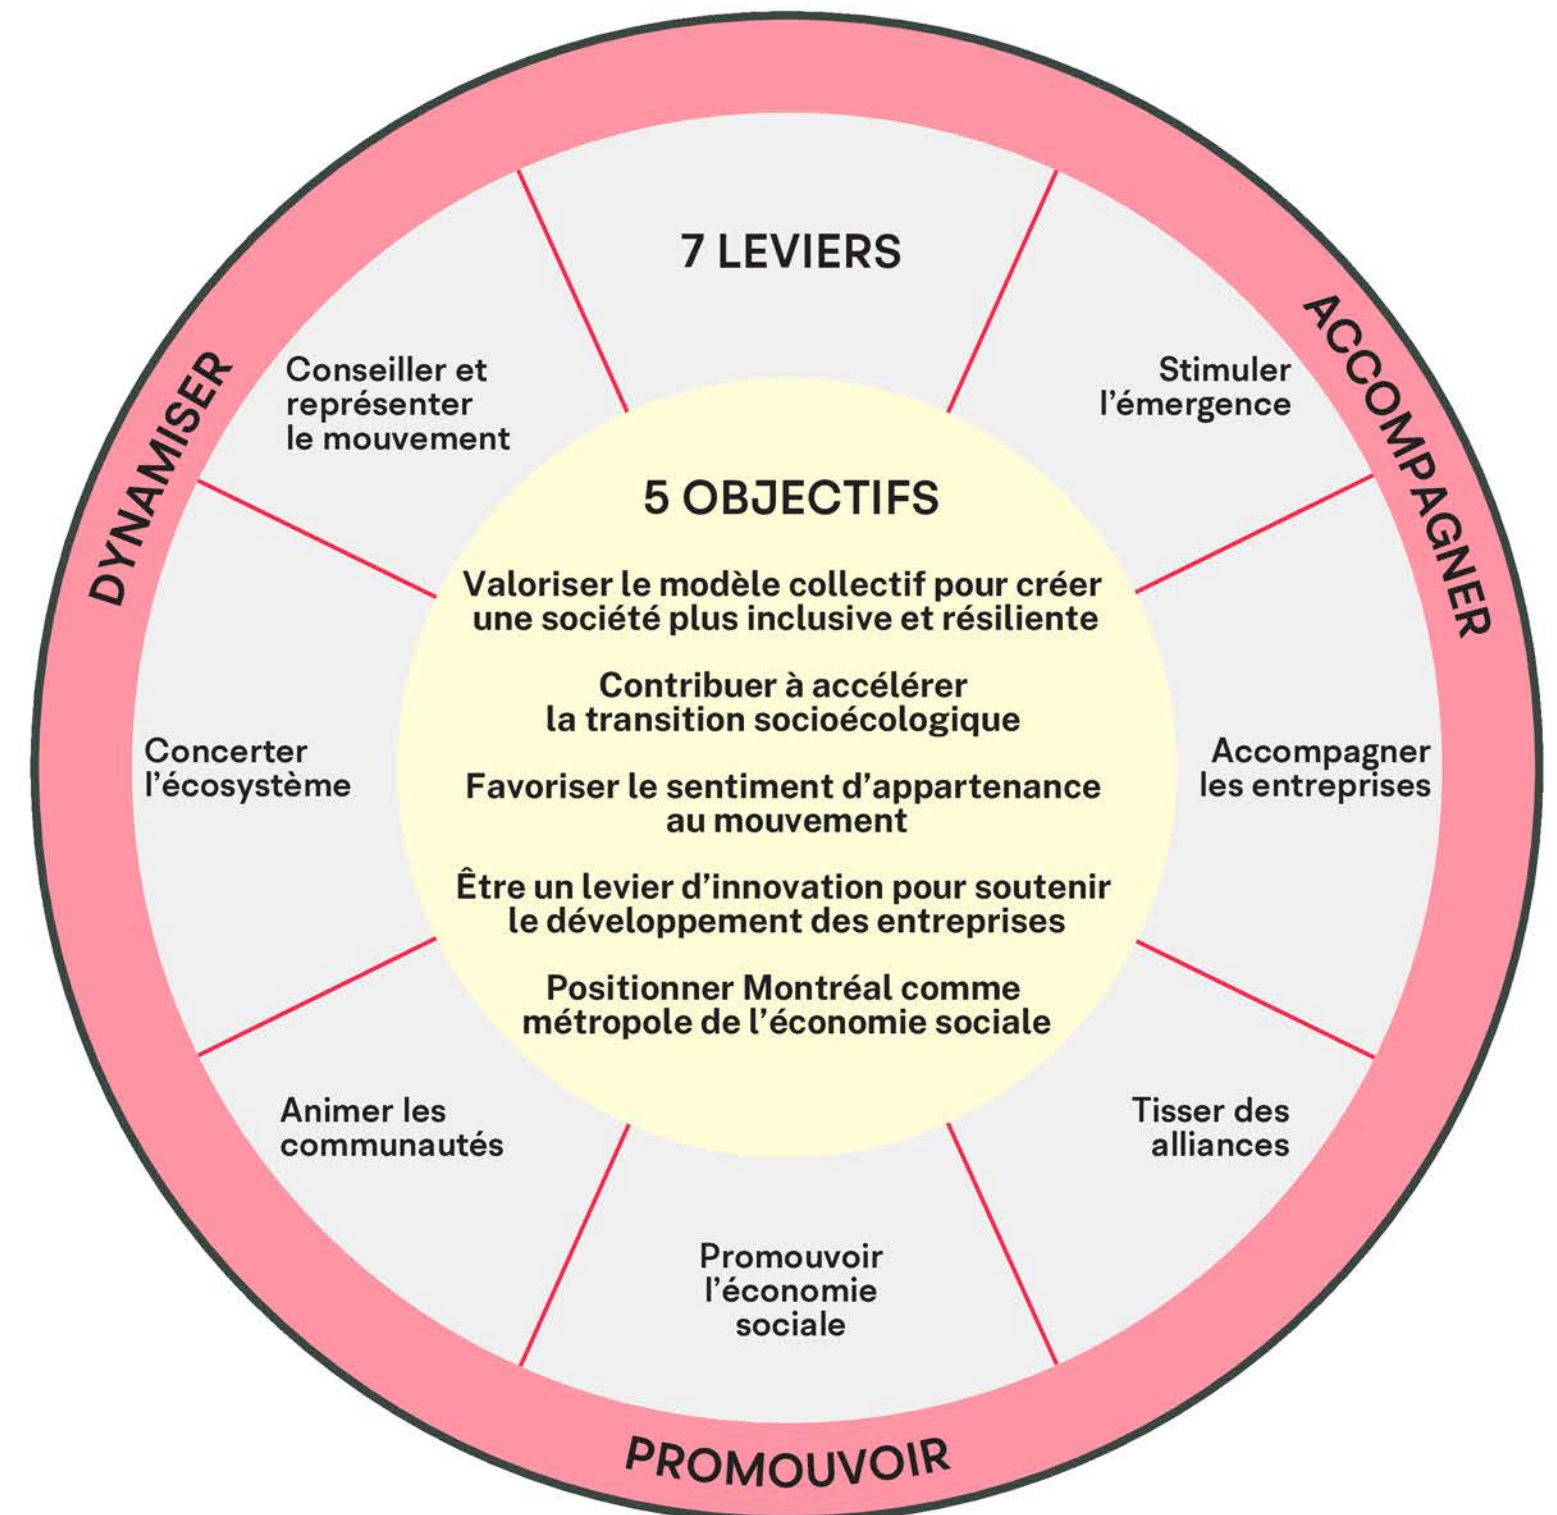 7 LEVIERS
Stimuler
l’émergence
Accompagner
les entreprises
Tisser des
alliances
Promouvoir
l’économie
sociale
Animer les
communautés
Concerter
l’écosystème
Conseiller et
représenter
le mouvement
5 OBJECTIFS
Valoriser le modèle collectif pour créer
une société plus inclusive et résiliente
Contribuer à accélérer
la transition socioécologique
Favoriser le sentiment d’appartenance
au mouvement
Être un levier d’innovation pour soutenir
le développement des entreprises
Positionner Montréal comme
métropole de l’économie sociale
DYNAMISER
ACCOMPAGNER
PROMOUVOIR